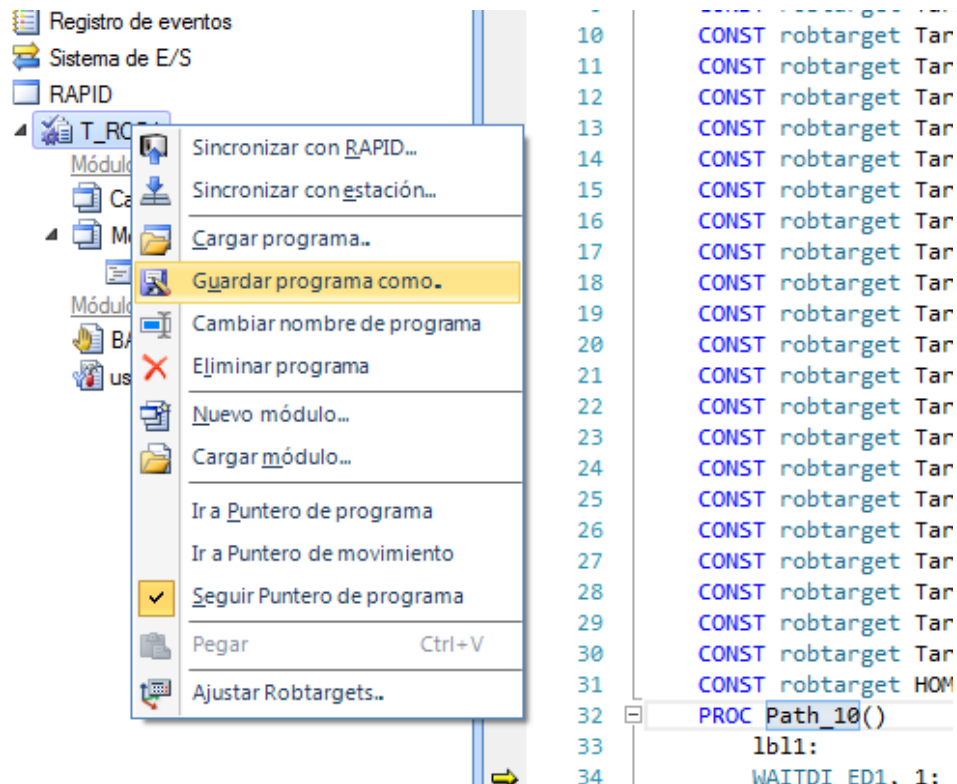 Registro de eventos
Sistema de E/S
RAPID
T_ROB1
Módulo
Ca
Mo
Módulo
BA
us
Sincronizar con RAPID...
Sincronizar con estación...
Cargar programa..
Guardar programa como.
Cambiar nombre de programa
Eliminar programa
Nuevo módulo...
Cargar módulo...
Ir a Puntero de programa
Ir a Puntero de movimiento
Seguir Puntero de programa
Pegar Ctrl+V
Ajustar Robtargets..
10 CONST robtarget Tar
11 CONST robtarget Tar
12 CONST robtarget Tar
13 CONST robtarget Tar
14 CONST robtarget Tar
15 CONST robtarget Tar
16 CONST robtarget Tar
17 CONST robtarget Tar
18 CONST robtarget Tar
19 CONST robtarget Tar
20 CONST robtarget Tar
21 CONST robtarget Tar
22 CONST robtarget Tar
23 CONST robtarget Tar
24 CONST robtarget Tar
25 CONST robtarget Tar
26 CONST robtarget Tar
27 CONST robtarget Tar
28 CONST robtarget Tar
29 CONST robtarget Tar
30 CONST robtarget Tar
31 CONST robtarget HOM
32 PROC Path_10()
33 lbl1:
34 WAITDI ED1, 1;